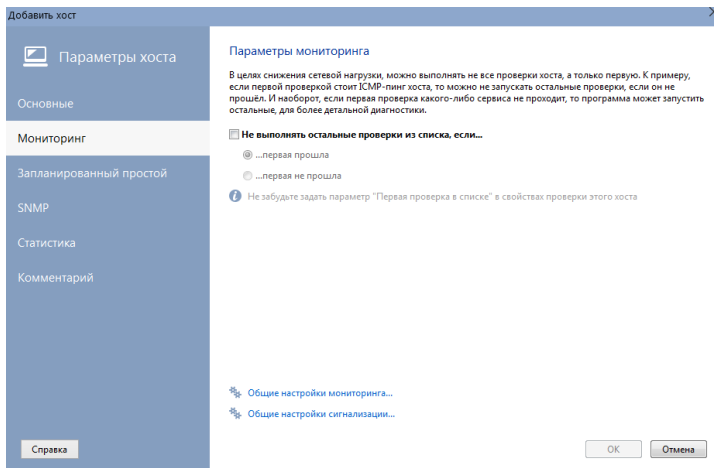 Добавить хост
Параметры хоста
Основные
Мониторинг
Запланированный простой
SNMP
Статистика
Комментарий
Справка
Параметры мониторинга
В целях снижения сетевой нагрузки, можно выполнять не все проверки хоста, а только первую. К примеру,
если первой проверкой стоит ICMP-пинг хоста, то можно не запускать остальные проверки, если он не
прошёл. И наоборот, если первая проверка какого-либо сервиса не проходит, то программа может запустить
остальные, для более детальной диагностики.
Не выполнять остальные проверки из списка, если...
...первая прошла
...первая не прошла
Не забудьте задать параметр "Первая проверка в списке" в свойствах проверки этого хоста
Общие настройки мониторинга...
Общие настройки сигнализации...
OK
Отмена